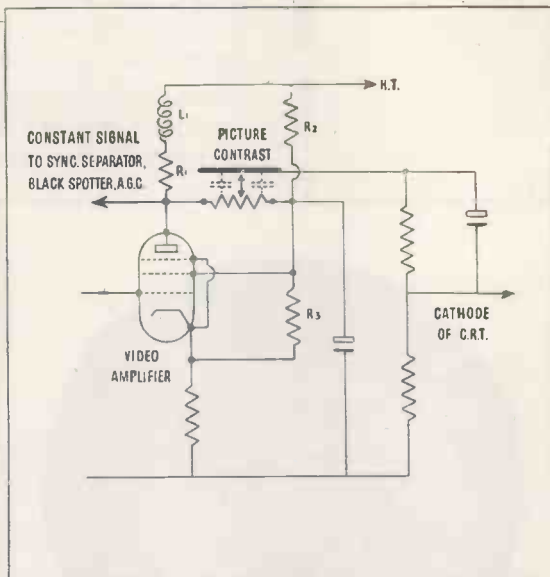 H.T.
L1
R2
CONSTANT SIGNAL
TO SYNC. SEPARATOR,
BLACK SPOTTER, A.G.C
PICTURE
CONTRAST
R1
R3
VIDEO
AMPLIFIER
CATHODE
OF C.R.T.